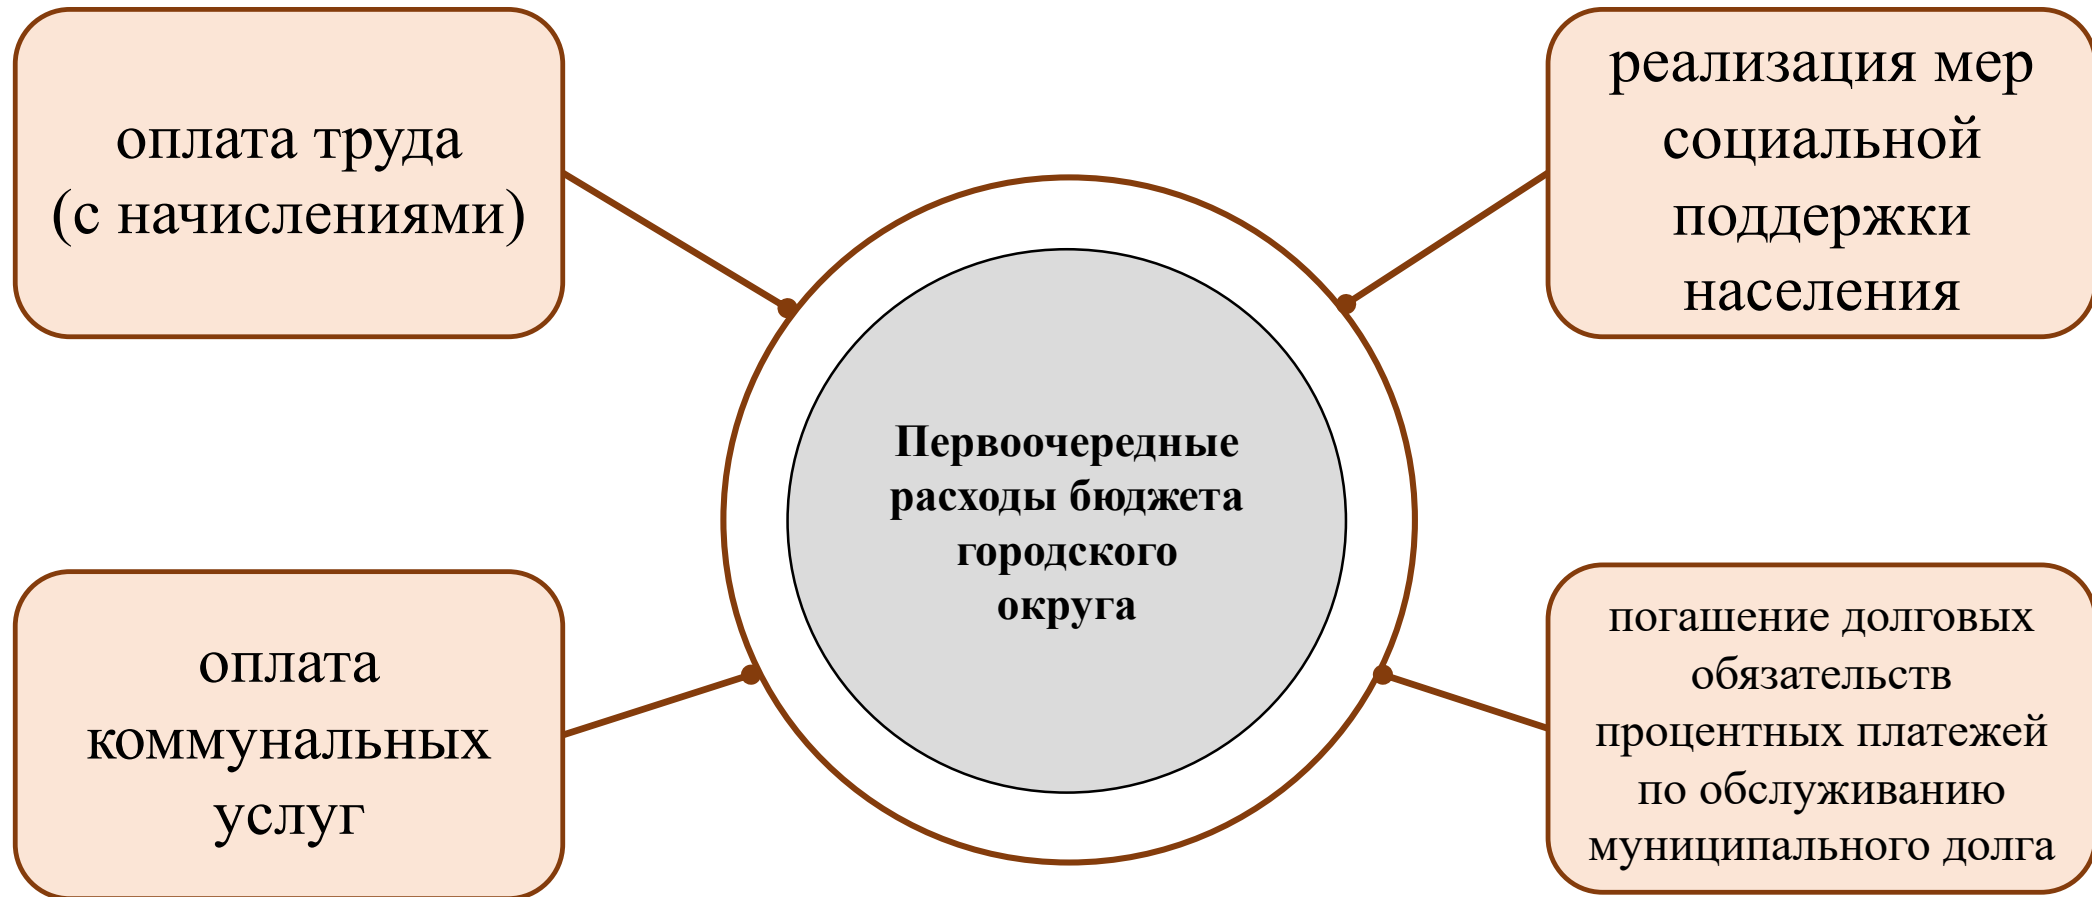 оплата труда
(с начислениями)
реализация мер
социальной
поддержки
населения
Первоочередные
расходы бюджета
городского
округа
оплата
коммунальных
услуг
погашение долговых
обязательств
процентных платежей
по обслуживанию
муниципального долга